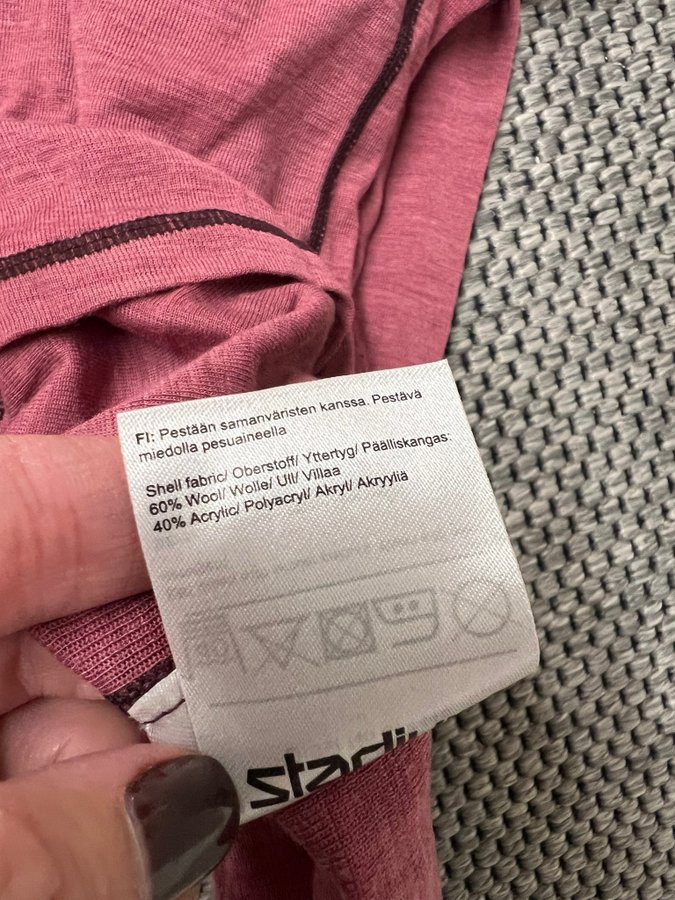 FI: Pestään samanväristen kanssa. Pestävä
miedolla pesuaineella
Shell fabric/ Oberstoff/ Yttertyg/ Päälliskangas:
60% Wool/ Wolle/ Ull/ Villaa
40% Acrylic/ Polyacryl/ Akryl/ Akryyliä